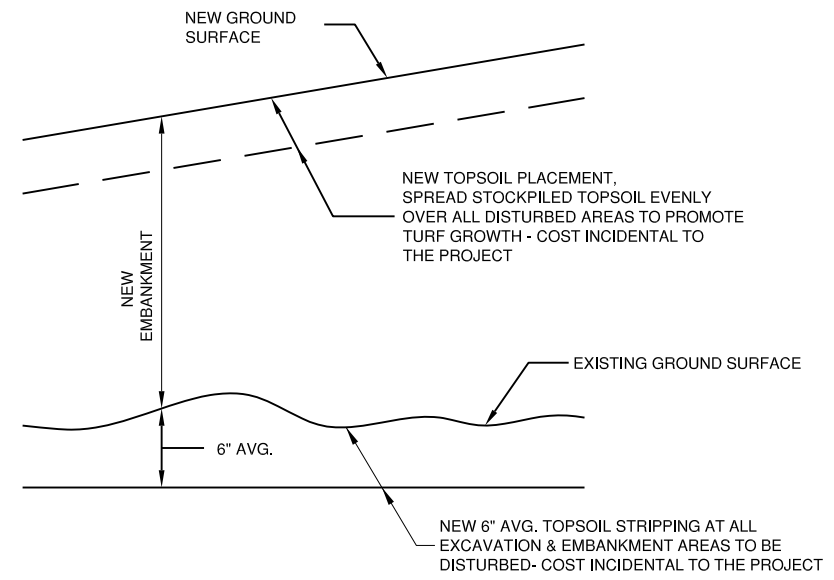 NEW GROUND
SURFACE
NEW TOPSOIL PLACEMENT,
SPREAD STOCKPILED TOPSOIL EVENLY
OVER ALL DISTURBED AREAS TO PROMOTE
TURF GROWTH - COST INCIDENTAL TO
THE PROJECT
NEW
EMBANKMENT
EXISTING GROUND SURFACE
6" AVG.
NEW 6" AVG. TOPSOIL STRIPPING AT ALL
EXCAVATION & EMBANKMENT AREAS TO BE
DISTURBED- COST INCIDENTAL TO THE PROJECT